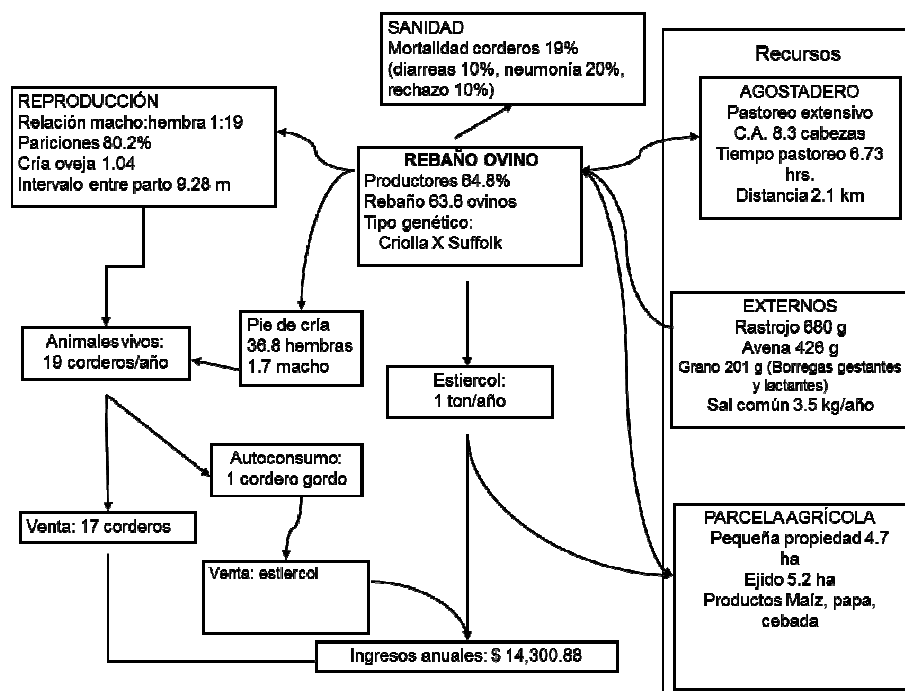 SANIDAD
Mortalidad corderos 19%
(diarreas 10%, neumonía 20%,
rechazo 10%)
Recursos
REPRODUCCIÓN
Relación macho:hembra 1:19
Pariciones 80.2%
Cría oveja 1.04
Intervalo entre parto 9.28 m
REBAÑO OVINO
Productores 64.8%
Rebaño 63.6 ovinos
Tipo genético:
Criolla X Suffolk
AGOSTADERO
Pastoreo extensivo
C.A. 8.3 cabezas
Tiempo pastoreo 6.73
hrs.
Distancia 2.1 km
EXTERNOS
Rastrojo 680 g
Avena 426 g
Grano 201 g (Borregas gestantes
y lactantes)
Sal común 3.5 kg/año
Animales vivos:
19 corderos/año
Pie de cría
36.8 hembras
1.7 macho
Estiercol:
1 ton/año
Autoconsumo:
1 cordero gordo
Venta: 17 corderos
Venta: estiercol
PARCELA AGRÍCOLA
Pequeña propiedad 4.7
ha
Ejido 5.2 ha
Productos Maíz, papa,
cebada
Ingresos anuales: $ 14,300.88